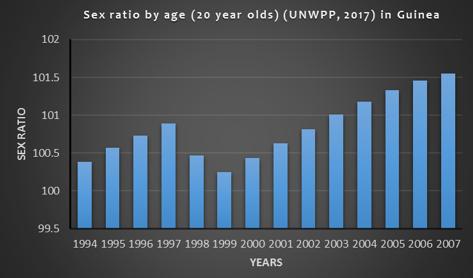 Sex ratio by age (20 year olds) (UNWPP, 2017) in Guinea
102
101.5
101
100.5
100
99.5
SEX RATIO
1994 1995 1996 1997 1998 1999 2000 2001 2002 2003 2004 2005 2006 2007
YEARS